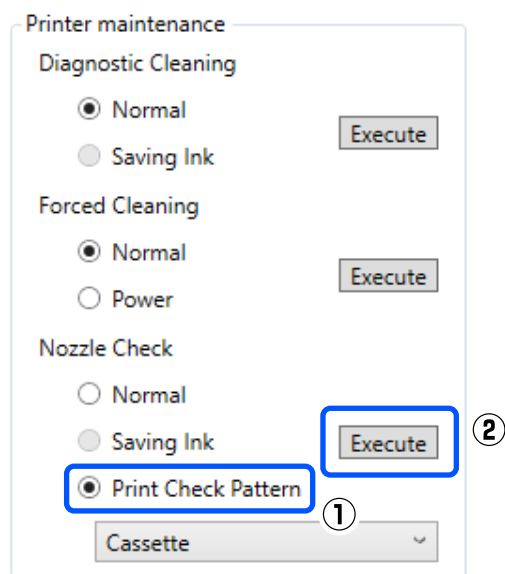 Printer maintenance
Diagnostic Cleaning
Normal
Saving Ink
Execute
Forced Cleaning
Normal
Power
Execute
Nozzle Check
Normal
Saving Ink
Execute
②
Print Check Pattern
①
Cassette